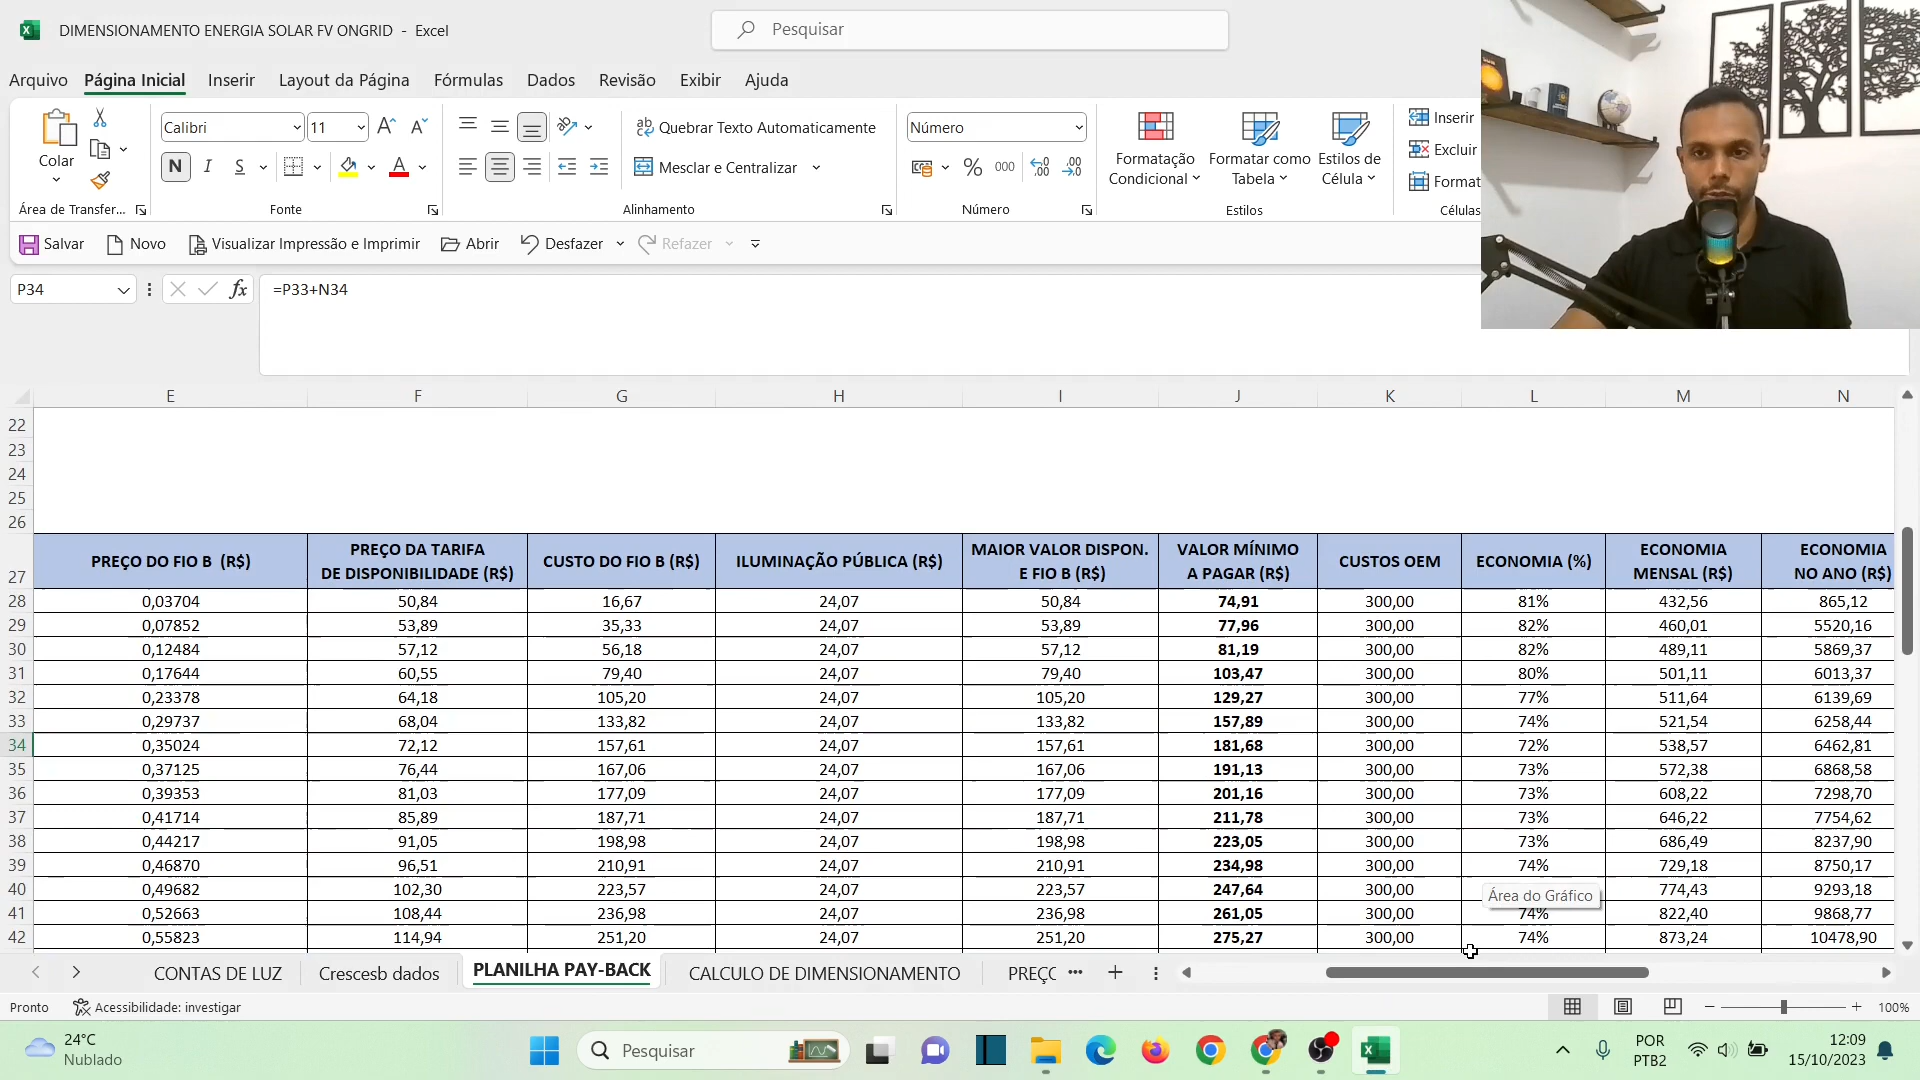 DIMENSIONAMENTO ENERGIA SOLAR FV ONGRID - Excel
Pesquisar
Arquivo Página Inicial Inserir Layout da Página Fórmulas Dados Revisão Exibir Ajuda
Colar
Área de Transfer...
Calibri 11
N I S
Fonte
Quebrar Texto Automaticamente
Mesclar e Centralizar
Alinhamento
Número
% 000
Número
Formatação Condicional
Formatar como Tabela
Estilos de Célula
Estilos
Inserir
Excluir
Format
Células
Salvar Novo Visualizar Impressão e Imprimir Abrir Desfazer Refazer
P34 fx =P33+N34
E F G H I J K L M N
22
23
24
25
26
27 PREÇO DO FIO B (R$) PREÇO DA TARIFA DE DISPONIBILIDADE (R$) CUSTO DO FIO B (R$) ILUMINAÇÃO PÚBLICA (R$) MAIOR VALOR DISPON. E FIO B (R$) VALOR MÍNIMO A PAGAR (R$) CUSTOS OEM ECONOMIA (%) ECONOMIA MENSAL (R$) ECONOMIA NO ANO (R$)
28 0,03704 50,84 16,67 24,07 50,84 74,91 300,00 81% 432,56 865,12
29 0,07852 53,89 35,33 24,07 53,89 77,96 300,00 82% 460,01 5520,16
30 0,12484 57,12 56,18 24,07 57,12 81,19 300,00 82% 489,11 5869,37
31 0,17644 60,55 79,40 24,07 79,40 103,47 300,00 80% 501,11 6013,37
32 0,23378 64,18 105,20 24,07 105,20 129,27 300,00 77% 511,64 6139,69
33 0,29737 68,04 133,82 24,07 133,82 157,89 300,00 74% 521,54 6258,44
34 0,35024 72,12 157,61 24,07 157,61 181,68 300,00 72% 538,57 6462,81
35 0,37125 76,44 167,06 24,07 167,06 191,13 300,00 73% 572,38 6868,58
36 0,39353 81,03 177,09 24,07 177,09 201,16 300,00 73% 608,22 7298,70
37 0,41714 85,89 187,71 24,07 187,71 211,78 300,00 73% 646,22 7754,62
38 0,44217 91,05 198,98 24,07 198,98 223,05 300,00 73% 686,49 8237,90
39 0,46870 96,51 210,91 24,07 210,91 234,98 300,00 74% 729,18 8750,17
40 0,49682 102,30 223,57 24,07 223,57 247,64 300,00 774,43 9293,18
Área do Gráfico
41 0,52663 108,44 236,98 24,07 236,98 261,05 300,00 74% 822,40 9868,77
42 0,55823 114,94 251,20 24,07 251,20 275,27 300,00 74% 873,24 10478,90
CONTAS DE LUZ Crescesb dados PLANILHA PAY-BACK CALCULO DE DIMENSIONAMENTO PREÇC
Pronto Acessibilidade: investigar 100%
24°C
Nublado
Pesquisar
POR
PTB2
12:09
15/10/2023